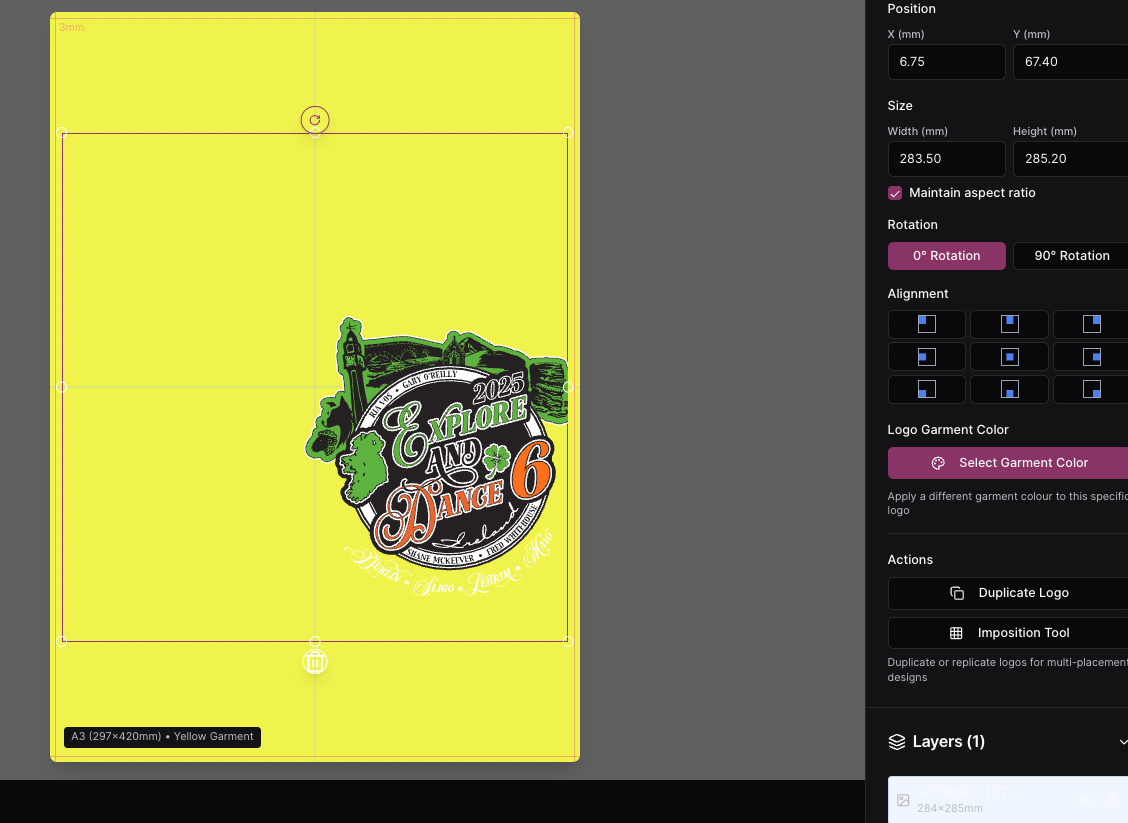 3mm
RIA VOS • GARY O'REILLY
2025
EXPLORE
AND
DANCE 6
Ireland
SHANE MCKEEVER • FRED WHITEHOUSE
DUBLIN • SLIGO • LEITRIM • MAYO
A3 (297×420mm) • Yellow Garment
Position
X (mm)
Y (mm)
6.75
67.40
Size
Width (mm)
Height (mm)
283.50
285.20
Maintain aspect ratio
Rotation
0° Rotation
90° Rotation
Alignment
Logo Garment Color
Select Garment Color
Apply a different garment colour to this specific
logo
Actions
Duplicate Logo
Imposition Tool
Duplicate or replicate logos for multi-placement
designs
Layers (1)
284×285mm